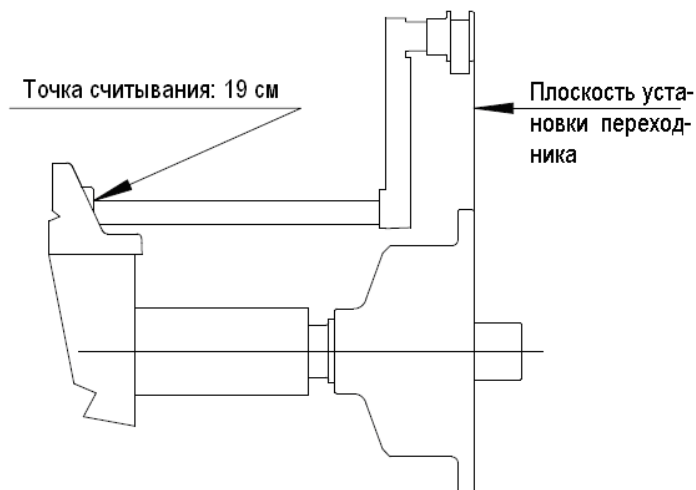 Точка считывания: 19 см
Плоскость уста-
новки переход-
ника